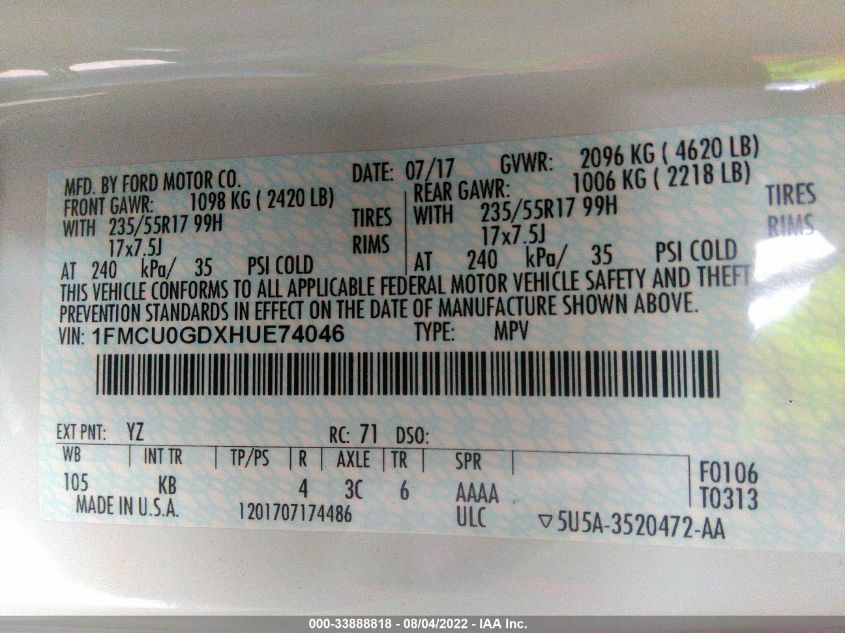 MFD. BY FORD MOTOR CO. DATE: 07/17 GVWR: 2096 KG ( 4620 LB)
FRONT GAWR: 1098 KG ( 2420 LB) REAR GAWR: 1006 KG ( 2218 LB)
WITH 235/55R17 99H TIRES WITH 235/55R17 99H TIRES
17x7.5J RIMS 17x7.5J RIMS
AT 240 kPa/ 35 PSI COLD AT 240 kPa/ 35 PSI COLD
THIS VEHICLE CONFORMS TO ALL APPLICABLE FEDERAL MOTOR VEHICLE SAFETY AND THEFT
PREVENTION STANDARDS IN EFFECT ON THE DATE OF MANUFACTURE SHOWN ABOVE.
VIN: 1FMCU0GDXHUE74046 TYPE: MPV
EXT PNT: YZ RC: 71 DSO:
WB INT TR TP/PS R AXLE TR SPR F0106
105 KB 4 3C 6 AAAA T0313
MADE IN U.S.A. 1201707174486 ULC ▽5U5A-3520472-AA
000-33888818 - 08/04/2022 - IAA Inc.